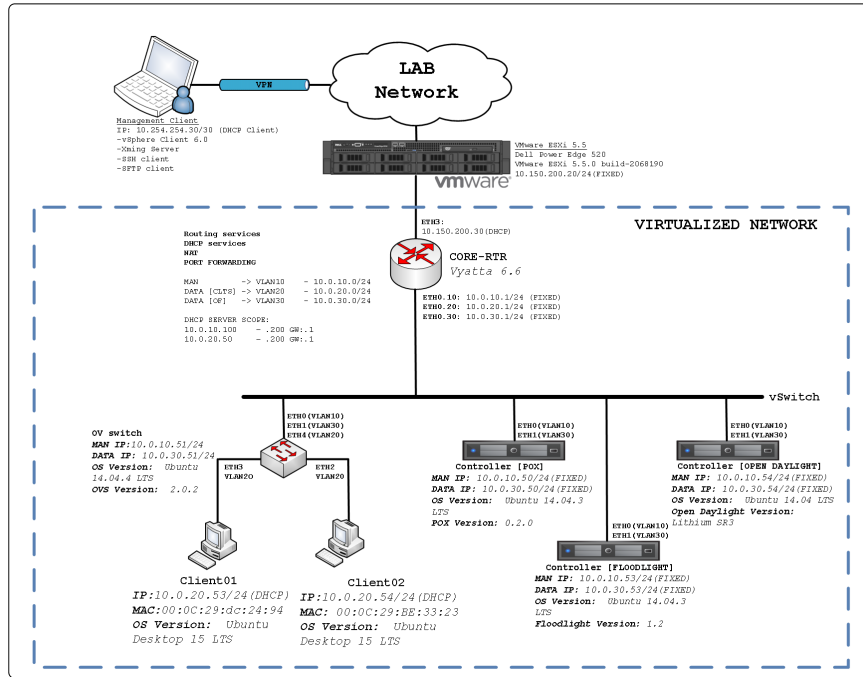 LAB
Network
VPN
Management Client
IP: 10.254.254.30/30 (DHCP Client)
-vSphere Client 6.0
-Xming Server
-SSH client
-SFTP client
VMware ESXi 5.5
Dell Power Edge 520
VMware ESXi 5.5.0 build-2068190
10.150.200.20/24(FIXED)
vmware
VIRTUALIZED NETWORK
ETH3:
10.150.200.30(DHCP)
Routing services
DHCP services
NAT
PORT FORWARDING
MAN -> VLAN10 - 10.0.10.0/24
DATA [CLTS] -> VLAN20 - 10.0.20.0/24
DATA [OF] -> VLAN30 - 10.0.30.0/24
DHCP SERVER SCOPE:
10.0.10.100 - .200 GW:.1
10.0.20.50 - .200 GW:.1
CORE-RTR
Vyatta 6.6
ETH0.10: 10.0.10.1/24 (FIXED)
ETH0.20: 10.0.20.1/24 (FIXED)
ETH0.30: 10.0.30.1/24 (FIXED)
vSwitch
ETH0(VLAN10)
ETH1(VLAN30)
ETH4(VLAN20)
OV switch
MAN IP:10.0.10.51/24
DATA IP:10.0.30.51/24
OS Version: Ubuntu
14.04.4 LTS
OVS Version: 2.0.2
ETH3
VLAN20
ETH2
VLAN20
Client01
IP:10.0.20.53/24(DHCP)
MAC:00:0C:29:dc:24:94
OS Version: Ubuntu
Desktop 15 LTS
Client02
IP:10.0.20.54/24(DHCP)
MAC: 00:0C:29:BE:33:23
OS Version: Ubuntu
Desktop 15 LTS
ETH0(VLAN10)
ETH1(VLAN30)
Controller [POX]
MAN IP: 10.0.10.50/24(FIXED)
DATA IP: 10.0.30.50/24(FIXED)
OS Version: Ubuntu 14.04.3
LTS
POX Version: 0.2.0
ETH0(VLAN10)
ETH1(VLAN30)
Controller [FLOODLIGHT]
MAN IP: 10.0.10.53/24(FIXED)
DATA IP: 10.0.30.53/24(FIXED)
OS Version: Ubuntu 14.04.3
LTS
Floodlight Version: 1.2
ETH0(VLAN10)
ETH1(VLAN30)
Controller [OPEN DAYLIGHT]
MAN IP: 10.0.10.54/24(FIXED)
DATA IP: 10.0.30.54/24(FIXED)
OS Version: Ubuntu 14.04 LTS
Open Daylight Version:
Lithium SR3